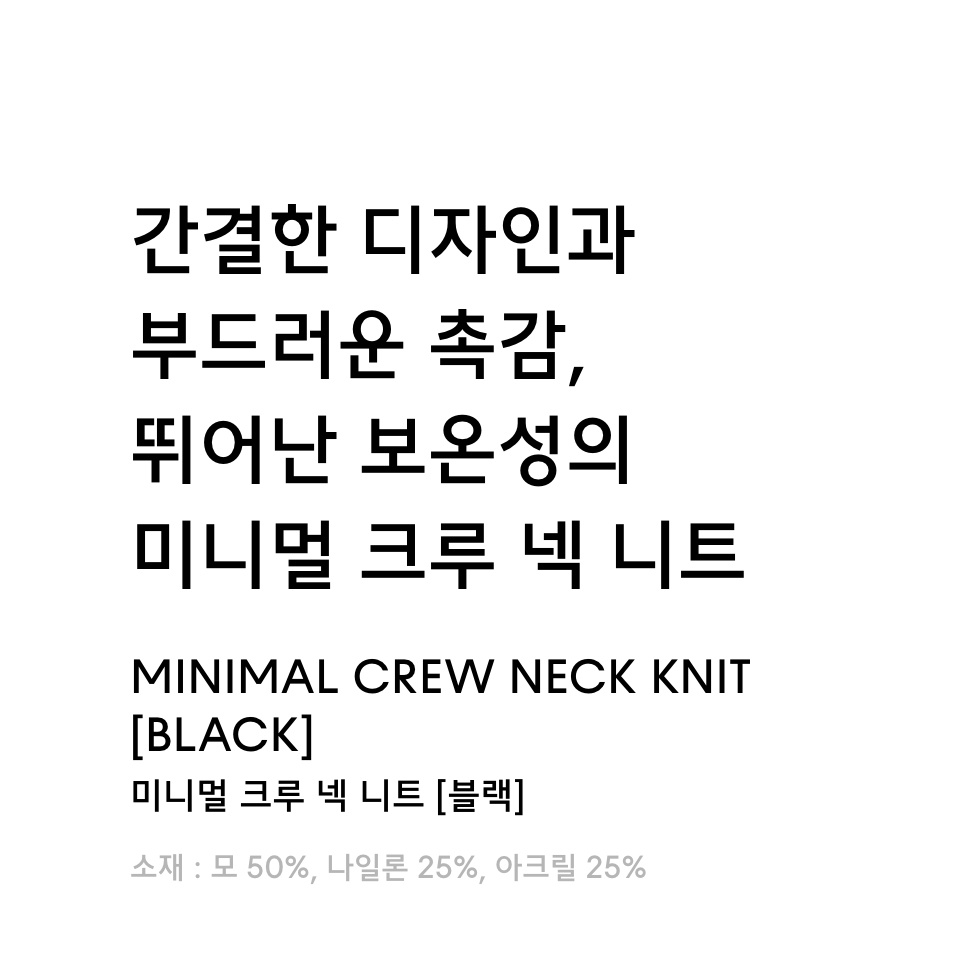 간결한 디자인과
부드러운 촉감,
뛰어난 보온성의
미니멀 크루 넥 니트
MINIMAL CREW NECK KNIT
[BLACK]
미니멀 크루 넥 니트 [블랙]
소재 : 모 50%, 나일론 25%, 아크릴 25%